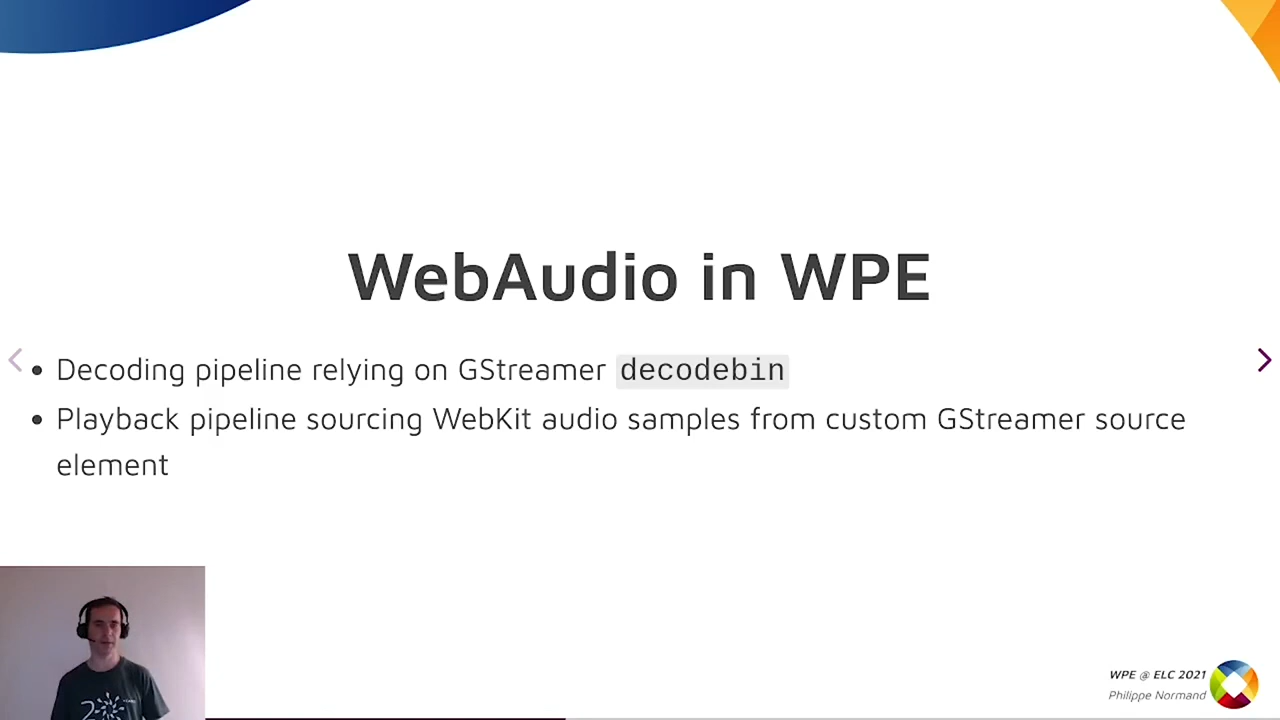 WebAudio in WPE
• Decoding pipeline relying on GStreamer decodebin
• Playback pipeline sourcing WebKit audio samples from custom GStreamer source
element
WPE @ ELC 2021
Philippe Normand